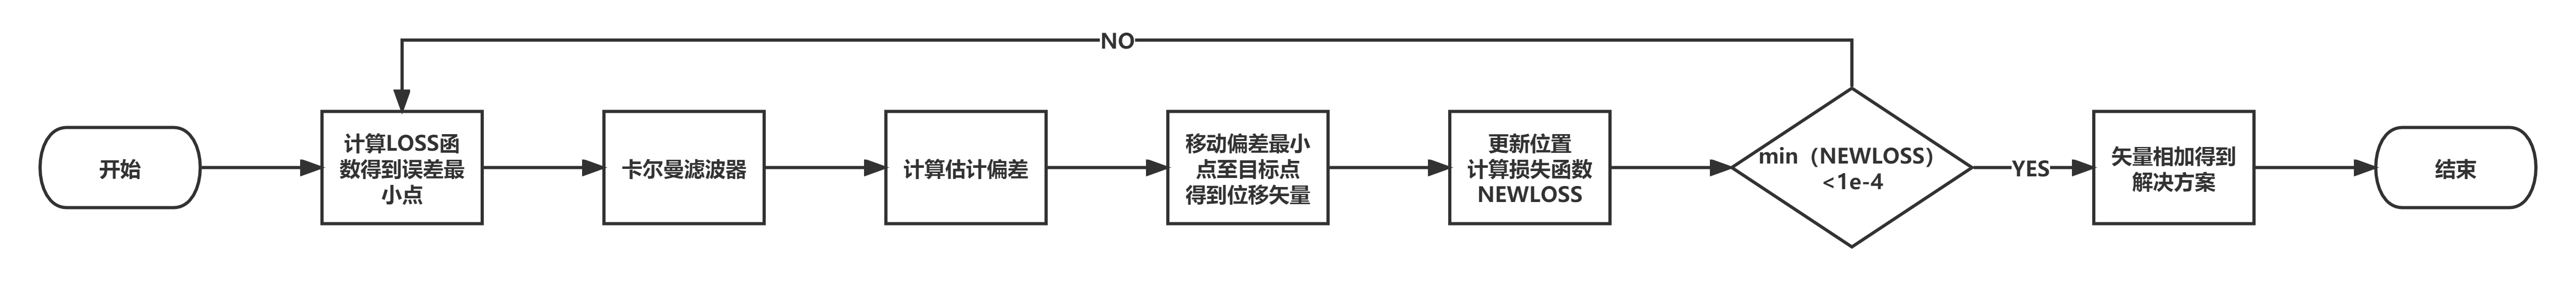 NO
开始
计算LOSS函
数得到误差最
小点
卡尔曼滤波器
计算估计偏差
移动偏差最小
点至目标点
得到位移矢量
更新位置
计算损失函数
NEWLOSS
min（NEWLOSS）
<1e-4
YES
矢量相加得到
解决方案
结束